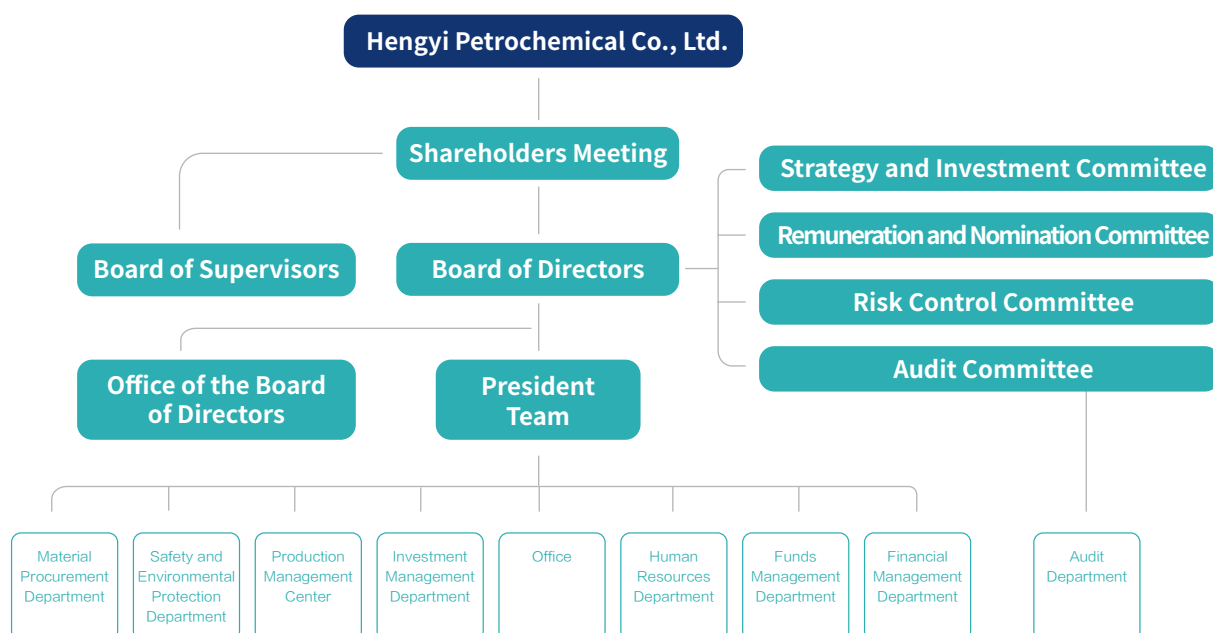 Hengyi Petrochemical Co., Ltd.
Shareholders Meeting
Strategy and Investment Committee
Remuneration and Nomination Committee
Board of Supervisors
Board of Directors
Risk Control Committee
Audit Committee
Office of the Board
of Directors
President
Team
Material
Procurement
Department
Safety and
Environmental
Protection
Department
Production
Management
Center
Investment
Management
Department
Office
Human
Resources
Department
Funds
Management
Department
Financial
Management
Department
Audit
Department